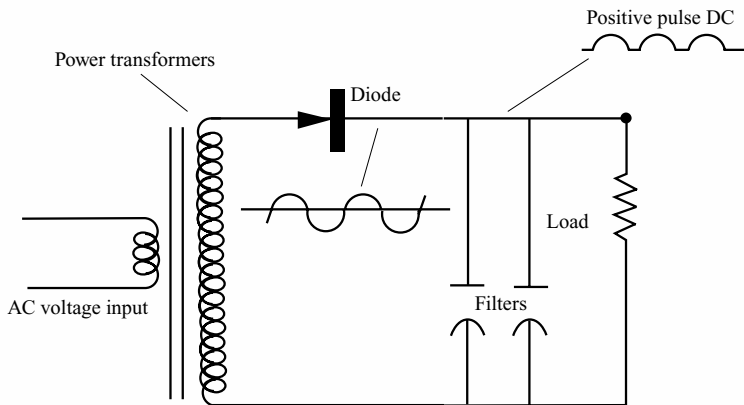 Positive pulse DC
Power transformers
Diode
Load
AC voltage input
Filters